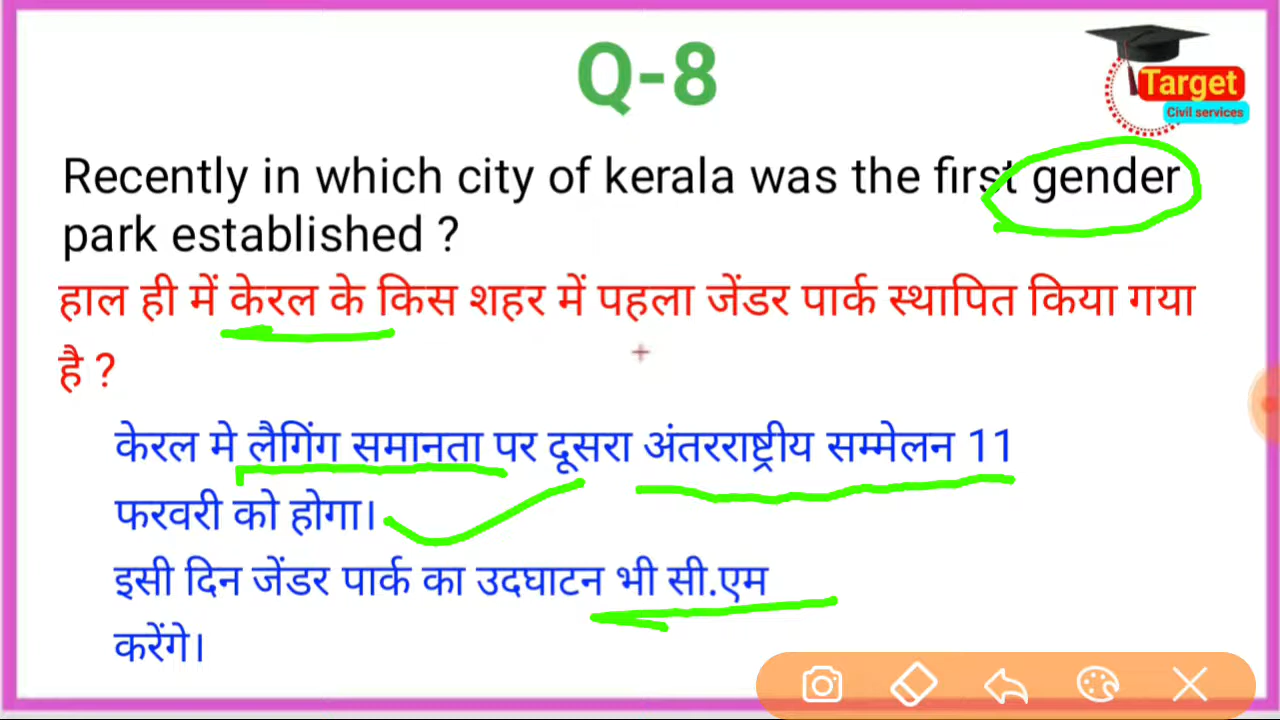 Q-8
Target
Civil services
Recently in which city of kerala was the first gender
park established ?
हाल ही में केरल के किस शहर में पहला जेंडर पार्क स्थापित किया गया
है ?
केरल मे लैगिंग समानता पर दूसरा अंतरराष्ट्रीय सम्मेलन 11
फरवरी को होगा।
इसी दिन जेंडर पार्क का उदघाटन भी सी.एम
करेंगे।